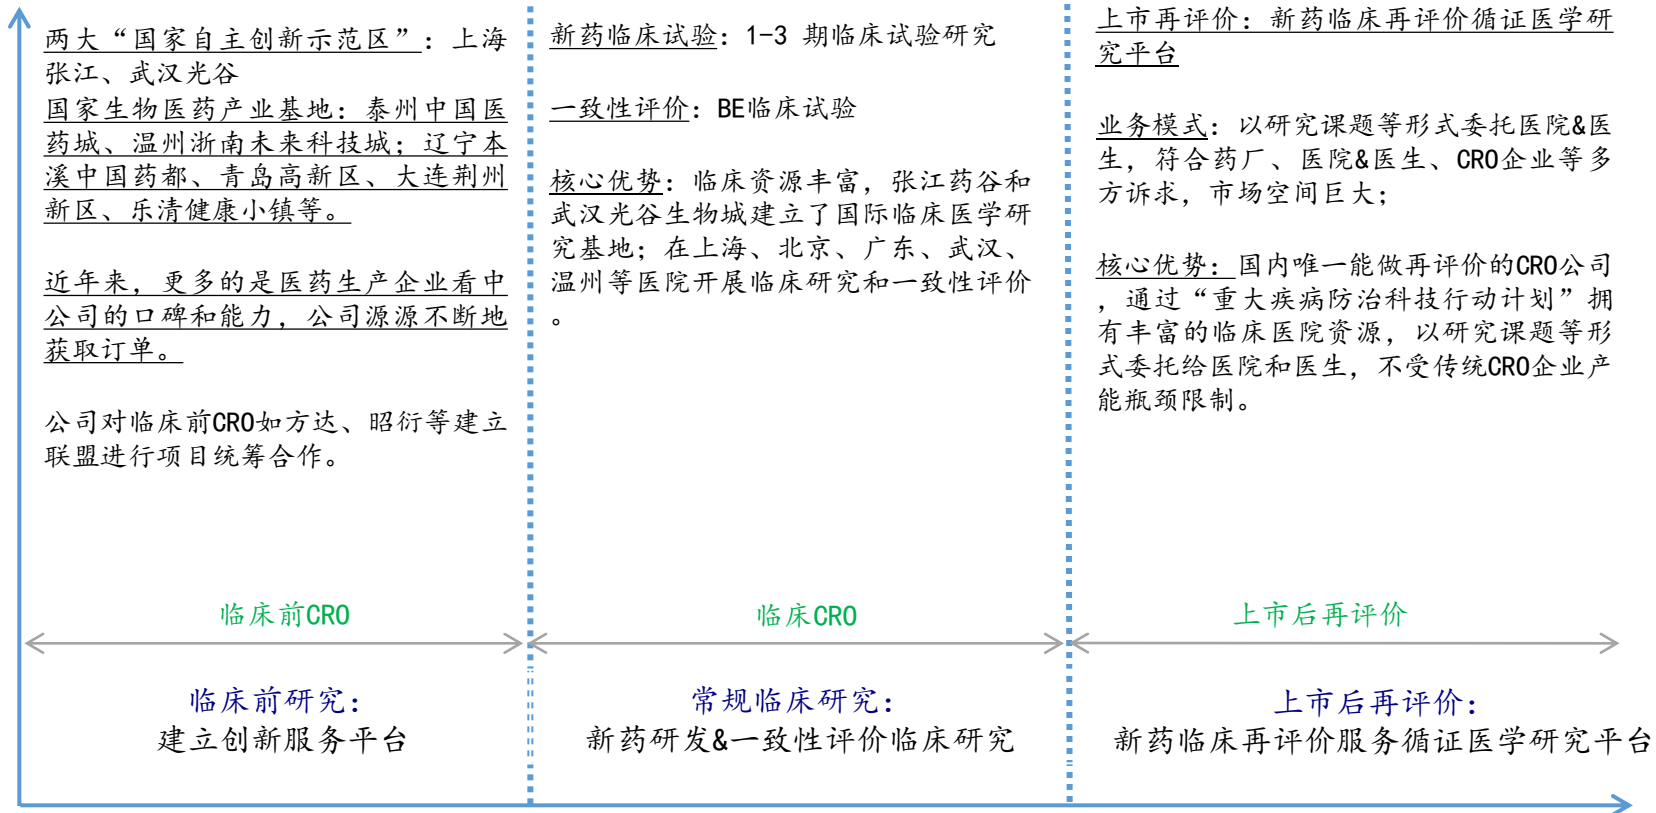 两大“国家自主创新示范区”：上海
张江、武汉光谷
国家生物医药产业基地：泰州中国医
药城、温州浙南未来科技城；辽宁本
溪中国药都、青岛高新区、大连荆州
新区、乐清健康小镇等。
近年来，更多的是医药生产企业看中
公司的口碑和能力，公司源源不断地
获取订单。
公司对临床前CRO如方达、昭衍等建立
联盟进行项目统筹合作。
新药临床试验：1-3 期临床试验研究
一致性评价：BE临床试验
核心优势：临床资源丰富，张江药谷和
武汉光谷生物城建立了国际临床医学研
究基地；在上海、北京、广东、武汉、
温州等医院开展临床研究和一致性评价
。
上市再评价：新药临床再评价循证医学研
究平台
业务模式：以研究课题等形式委托医院&医
生，符合药厂、医院&医生、CRO企业等多
方诉求，市场空间巨大；
核心优势：国内唯一能做再评价的CRO公司
，通过“重大疾病防治科技行动计划”拥
有丰富的临床医院资源，以研究课题等形
式委托给医院和医生，不受传统CRO企业产
能瓶颈限制。
临床前CRO
临床CRO
上市后再评价
临床前研究：
建立创新服务平台
常规临床研究：
新药研发&一致性评价临床研究
上市后再评价：
新药临床再评价服务循证医学研究平台